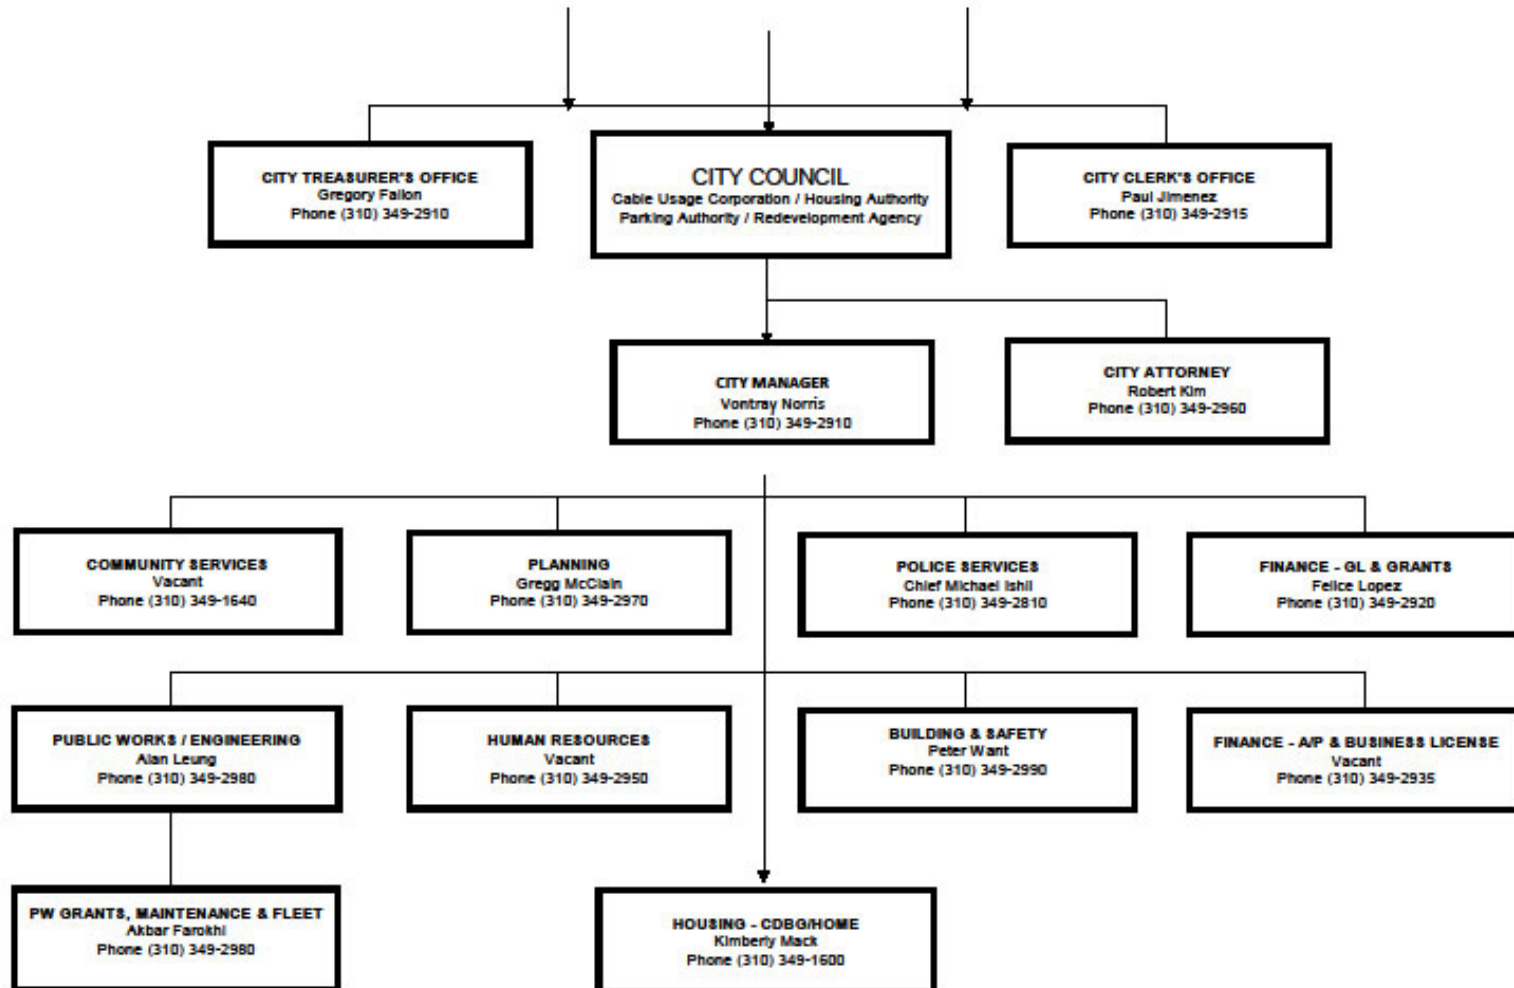 CITY TREASURER'S OFFICE
Gregory Fallon
Phone (310) 349-2910
CITY COUNCIL
Cable Usage Corporation / Housing Authority
Parking Authority / Redevelopment Agency
CITY CLERK'S OFFICE
Paul Jimenez
Phone (310) 349-2915
CITY MANAGER
Vontray Norris
Phone (310) 349-2910
CITY ATTORNEY
Robert Kim
Phone (310) 349-2960
COMMUNITY SERVICES
Vacant
Phone (310) 349-1640
PLANNING
Gregg McClain
Phone (310) 349-2970
POLICE SERVICES
Chief Michael Ishii
Phone (310) 349-2810
FINANCE - GL & GRANTS
Felice Lopez
Phone (310) 349-2920
PUBLIC WORKS / ENGINEERING
Alan Leung
Phone (310) 349-2980
HUMAN RESOURCES
Vacant
Phone (310) 349-2950
BUILDING & SAFETY
Peter Want
Phone (310) 349-2990
FINANCE - A/P & BUSINESS LICENSE
Vacant
Phone (310) 349-2935
PW GRANTS, MAINTENANCE & FLEET
Akbar Farokhi
Phone (310) 349-2980
HOUSING - CDBG/HOME
Kimberly Mack
Phone (310) 349-1600